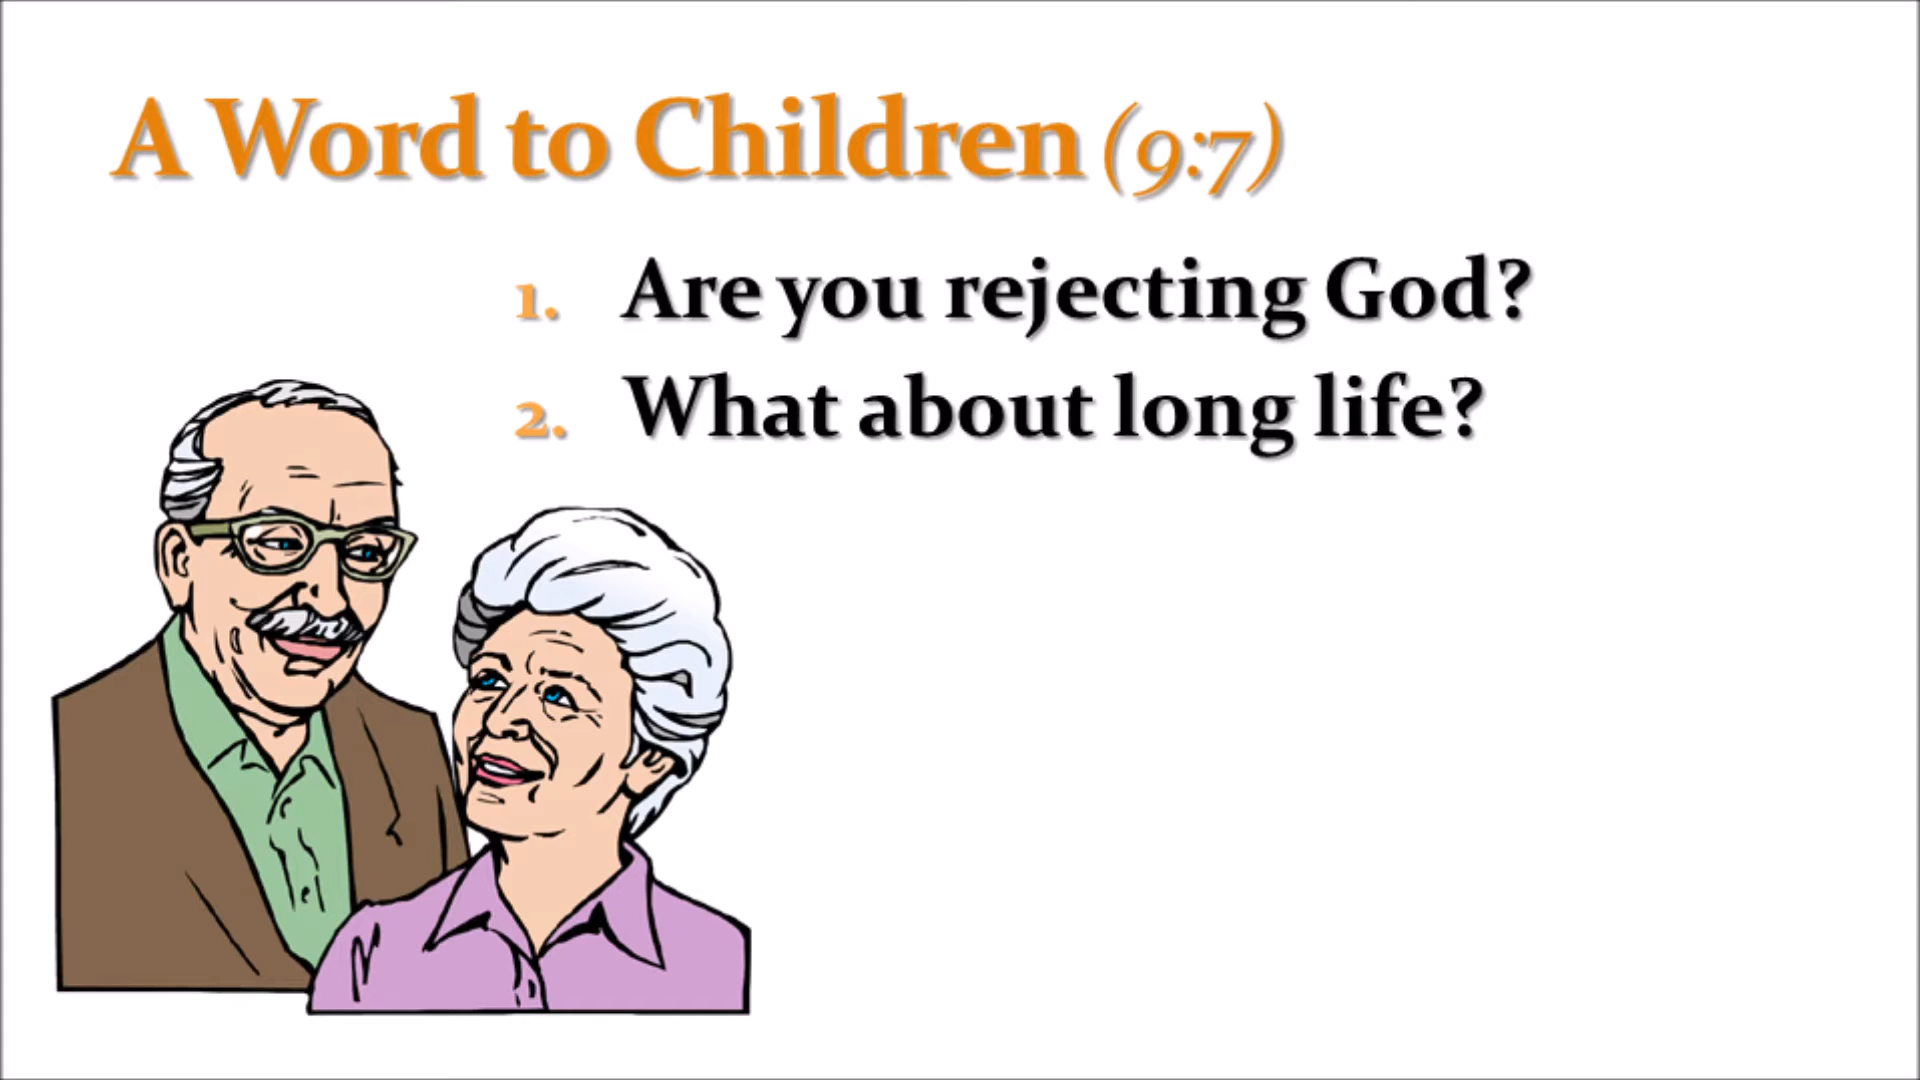 A Word to Children (9:7)
1. Are you rejecting God?
2. What about long life?